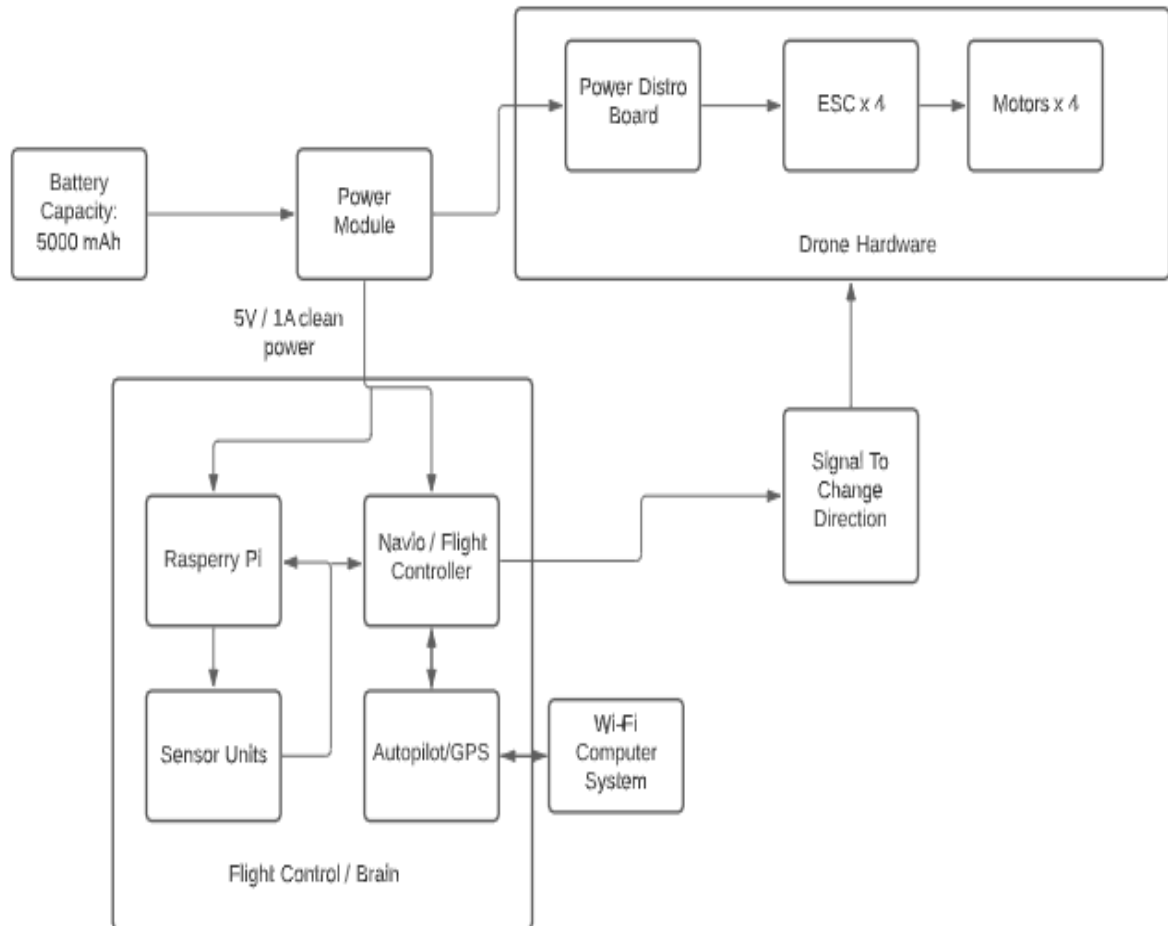 Power Distro
Board
ESC x 4
Motors x 4
Drone Hardware
Battery
Capacity:
5000 mAh
Power
Module
5V / 1A clean
power
Signal To
Change
Direction
Rasperry Pi
Navio / Flight
Controller
Sensor Units
Autopilot/GPS
Wi-Fi
Computer
System
Flight Control / Brain